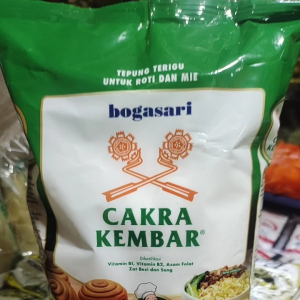 TEPUNG TERIGU
UNTUK ROTI DAN MIE
bogasari
CAKRA
KEMBAR®
Difortifikasi
Vitamin B1, Vitamin B2, Asam Folat
Zat Besi dan Seng